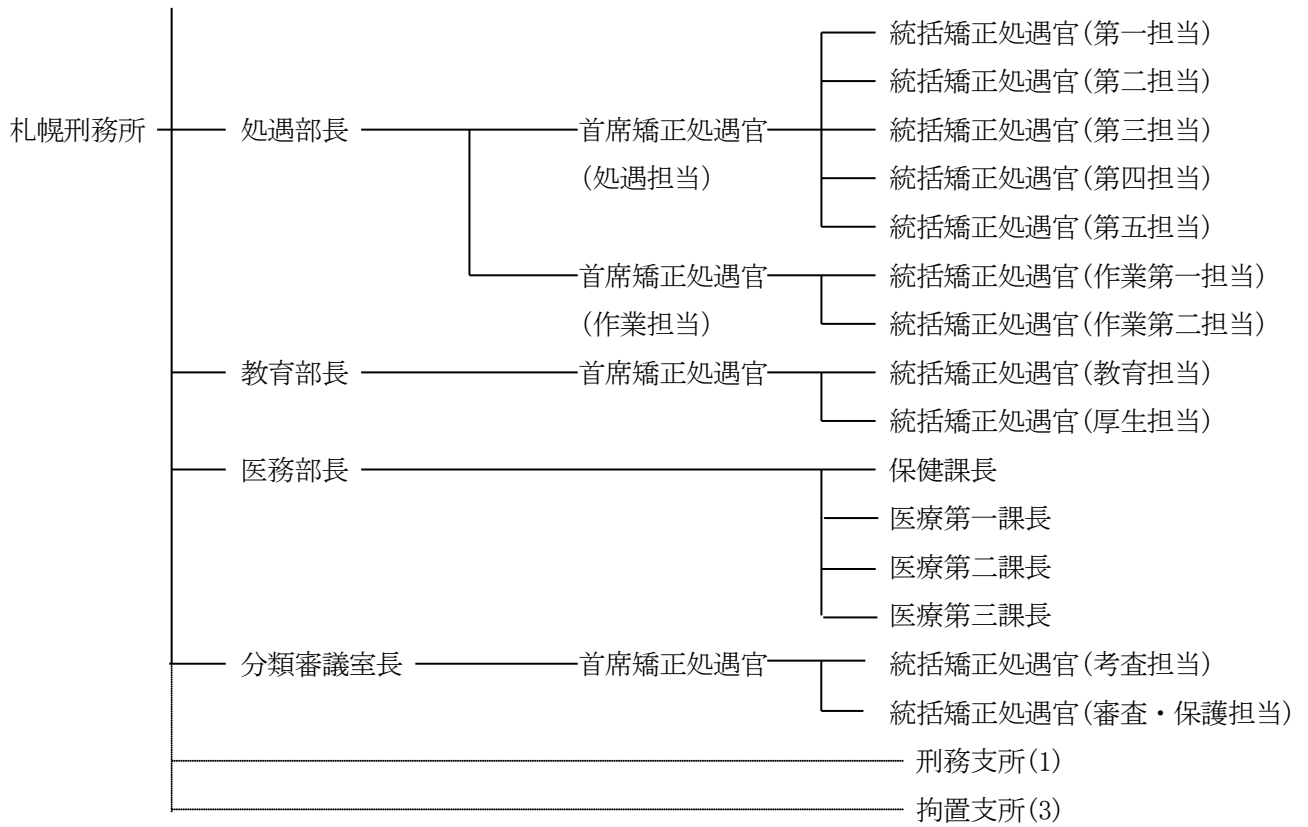 統括矯正処遇官(第一担当)
統括矯正処遇官(第二担当)
札幌刑務所 処遇部長 首席矯正処遇官 統括矯正処遇官(第三担当)
(処遇担当) 統括矯正処遇官(第四担当)
統括矯正処遇官(第五担当)
首席矯正処遇官 統括矯正処遇官(作業第一担当)
(作業担当) 統括矯正処遇官(作業第二担当)
教育部長 首席矯正処遇官 統括矯正処遇官(教育担当)
統括矯正処遇官(厚生担当)
医務部長 保健課長
医療第一課長
医療第二課長
医療第三課長
分類審議室長 首席矯正処遇官 統括矯正処遇官(考査担当)
統括矯正処遇官(審査・保護担当)
刑務支所(1)
拘置支所(3)